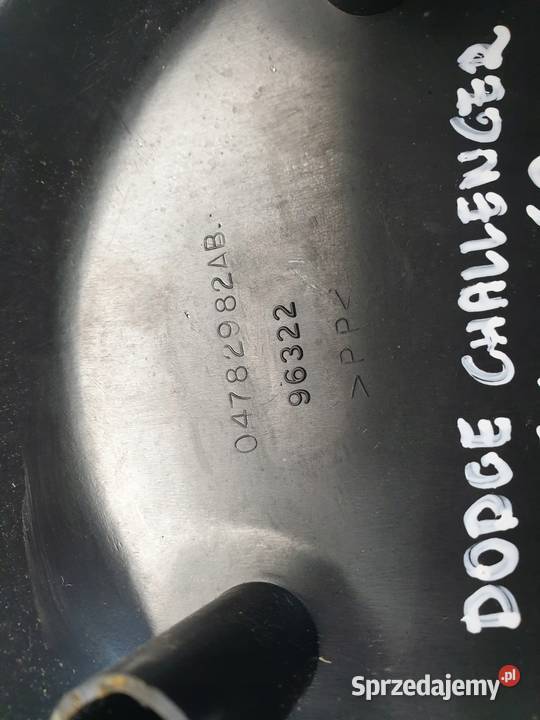 04782982AB.
96322
>PP<
DODGE CHALLENGER
Sprzedajemy.pl